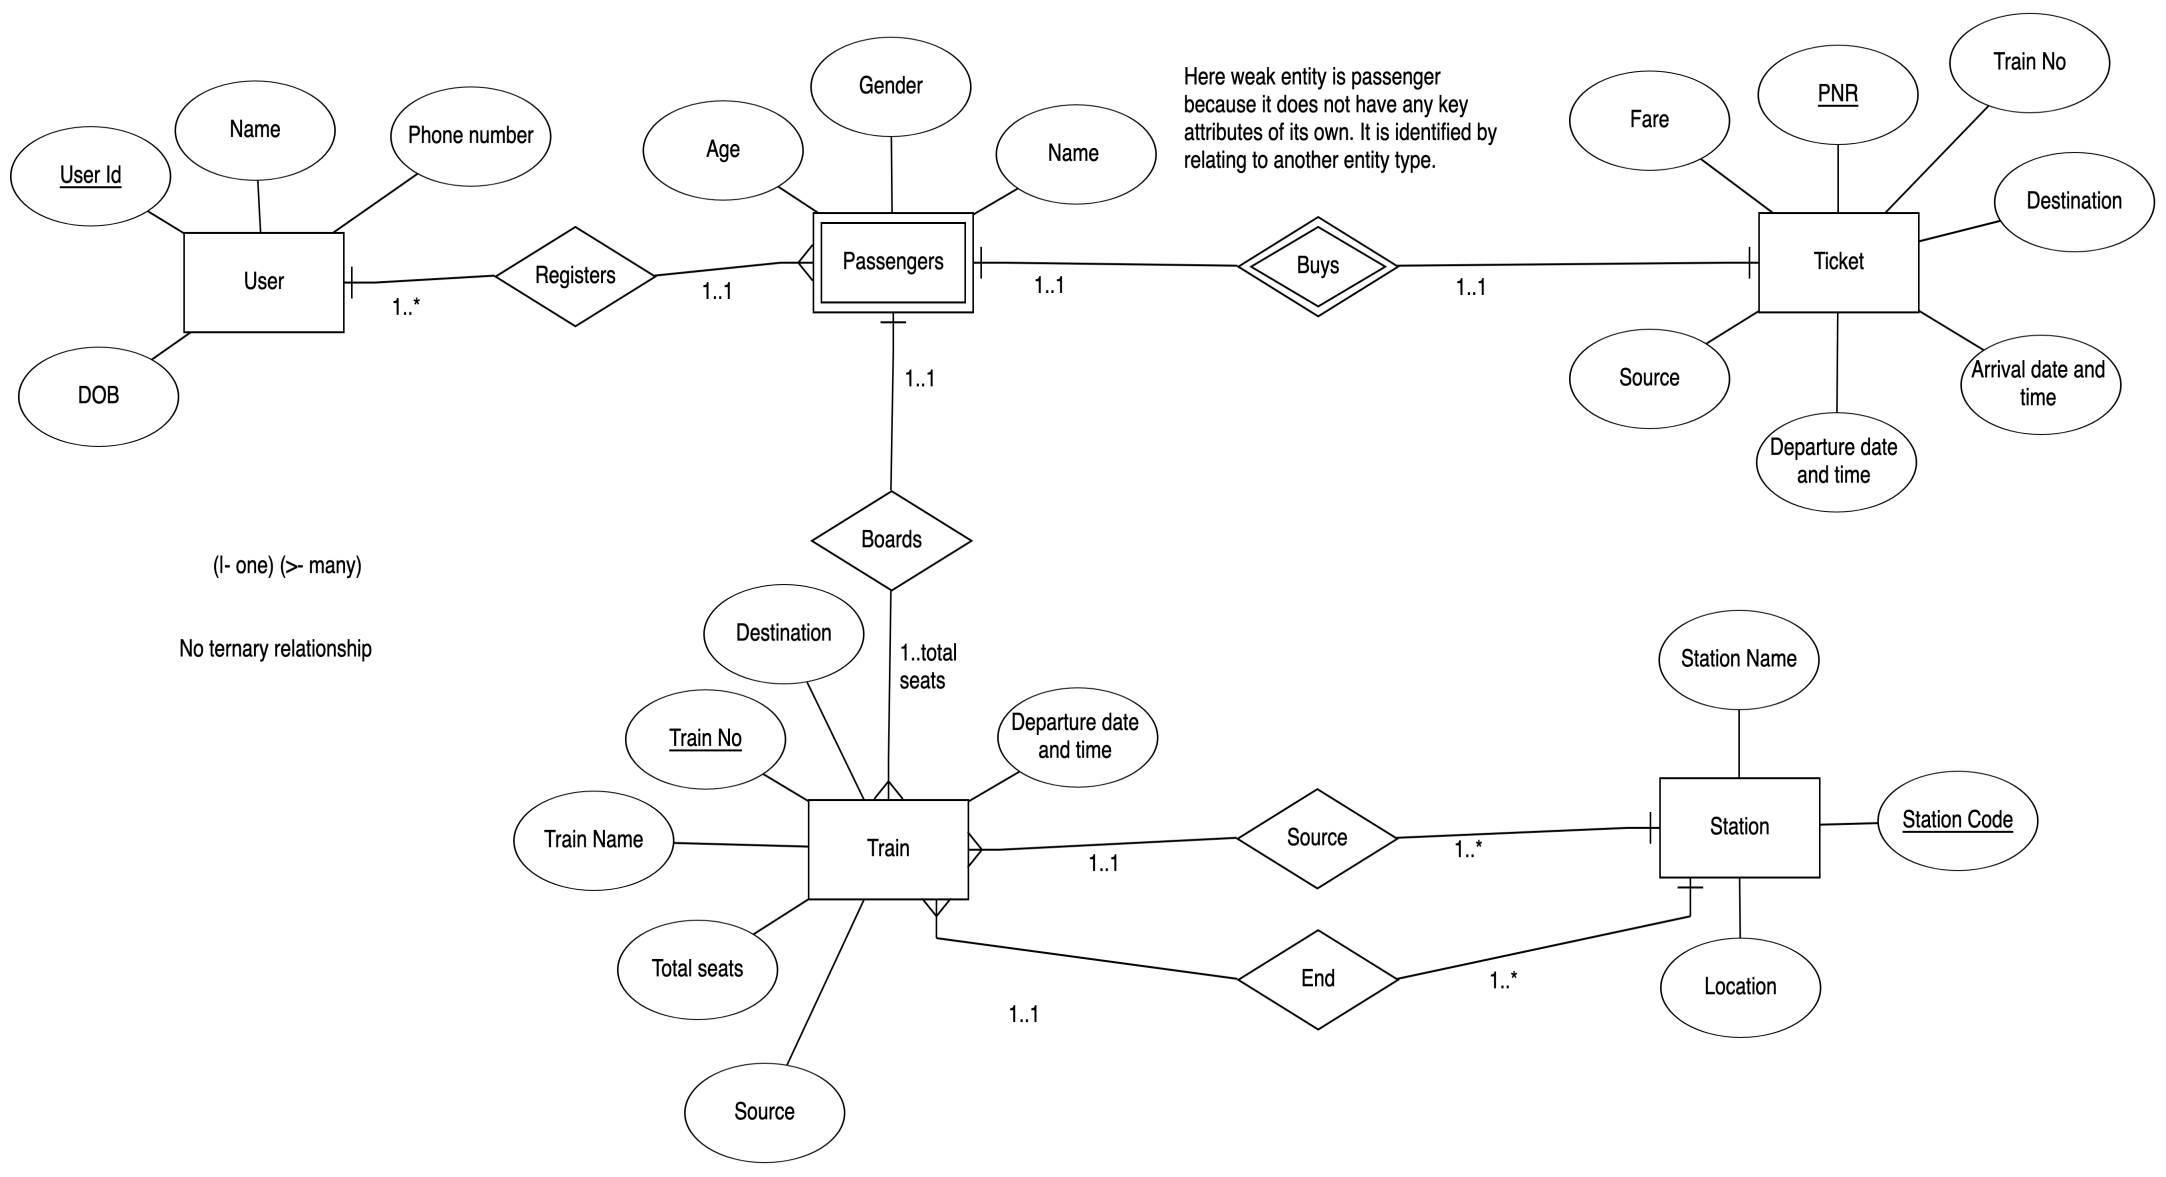 Train No
Gender
Here weak entity is passenger
because it does not have any key
attributes of its own. It is identified by
relating to another entity type.
PNR
Fare
Name
Phone number
Age
Name
User Id
Destination
User
Registers
Passengers
Buys
Ticket
1..*
1..1
1..1
1..1
DOB
1..1
Source
Arrival date and
time
Departure date
and time
Boards
(I- one) (>- many)
No ternary relationship
Destination
1..total
seats
Station Name
Train No
Departure date
and time
Train Name
Train
1..1
Source
1..*
Station
Station Code
Total seats
End
1..*
1..1
Location
Source